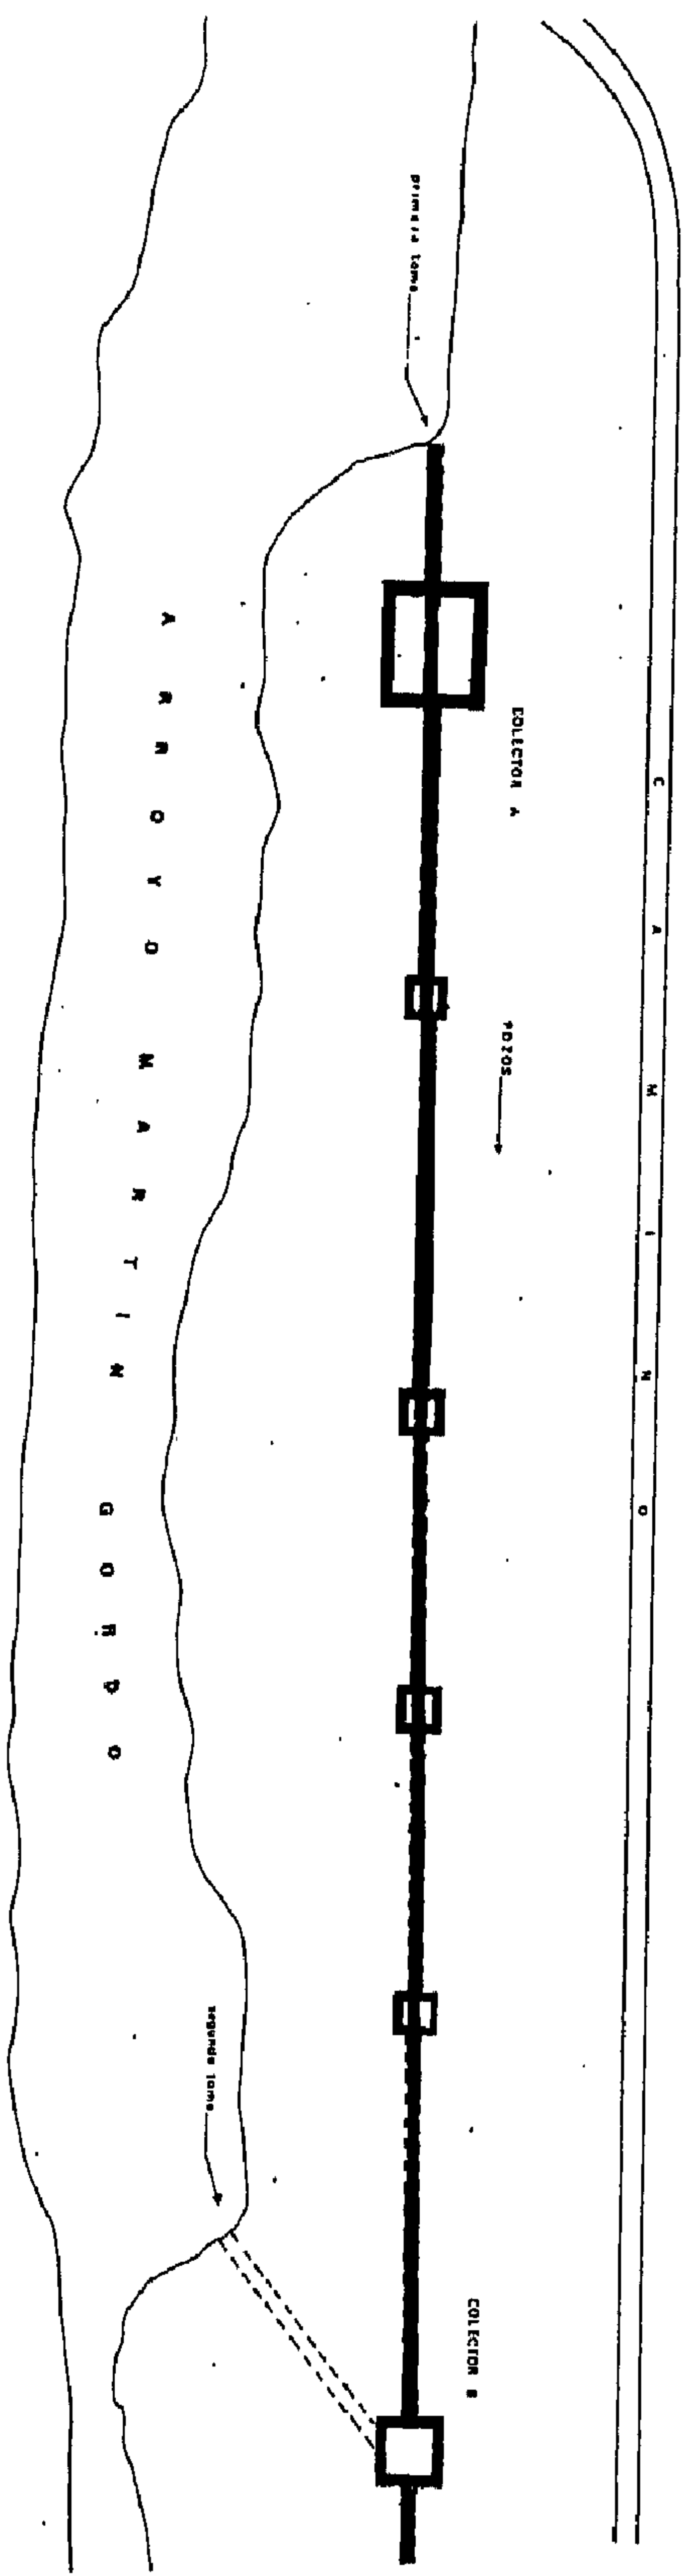 CAMINO
COLECTOR A
POZOS
COLECTOR B
primera toma
segunda toma
ARROYO MARTIN GORDO